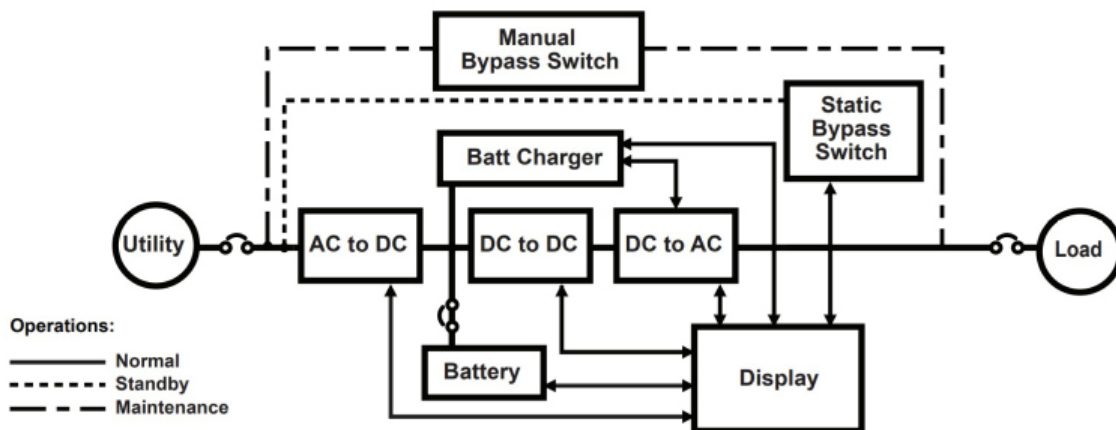 Manual
Bypass Switch
Static
Bypass
Switch
Batt Charger
Utility
AC to DC
DC to DC
DC to AC
Load
Operations:
Normal
Standby
Maintenance
Battery
Display